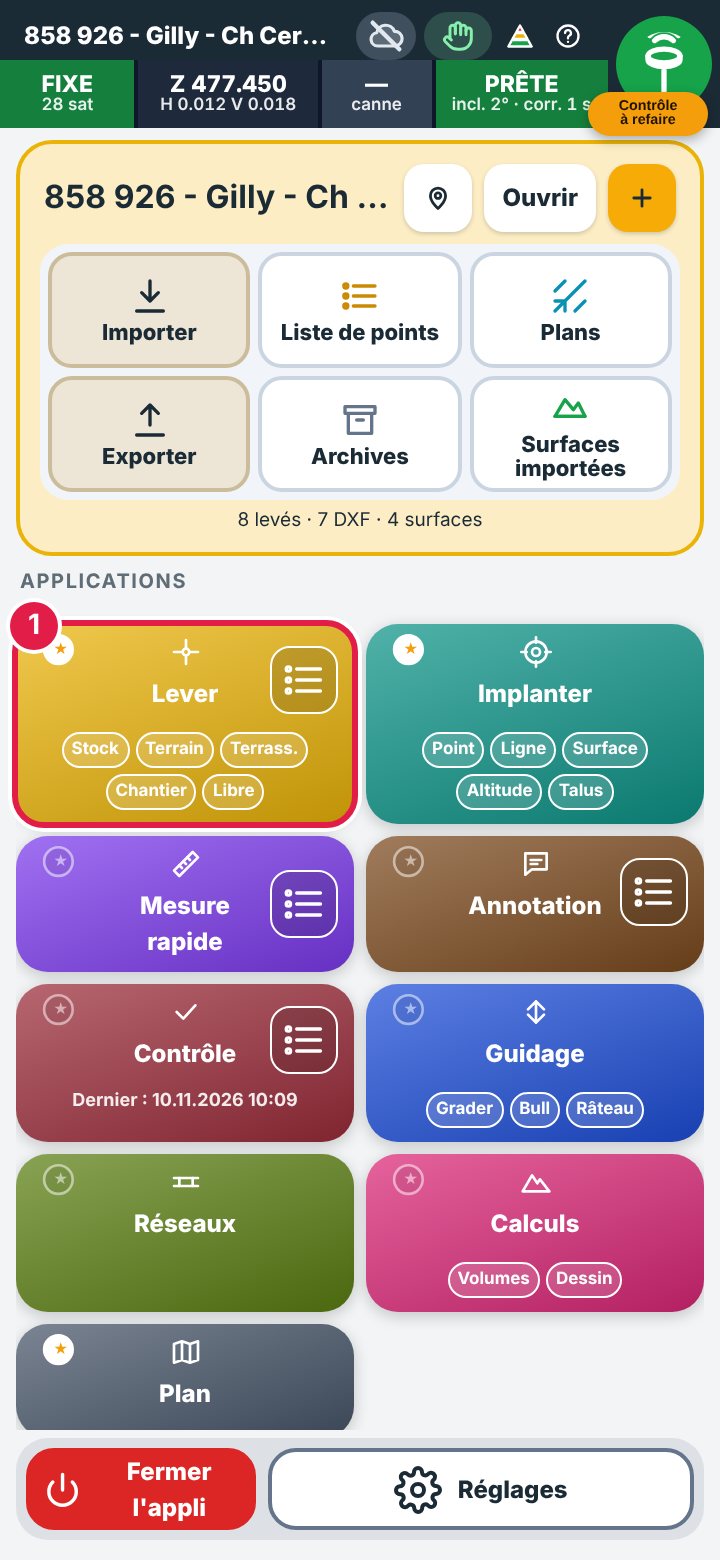 858 926 - Gilly - Ch Cer...
FIXE
28 sat
Z 477.450
H 0.012 V 0.018
—
canne
PRÊTE
incl. 2° · corr. 1 s
Contrôle
à refaire
858 926 - Gilly - Ch ...
Ouvrir
+
Importer
Liste de points
Plans
Exporter
Archives
Surfaces
importées
8 levés · 7 DXF · 4 surfaces
APPLICATIONS
1
Lever
Stock
Terrain
Terrass.
Chantier
Libre
Implanter
Point
Ligne
Surface
Altitude
Talus
Mesure
rapide
Annotation
Contrôle
Dernier : 10.11.2026 10:09
Guidage
Grader
Bull
Râteau
Réseaux
Calculs
Volumes
Dessin
Plan
Fermer
l'appli
Réglages